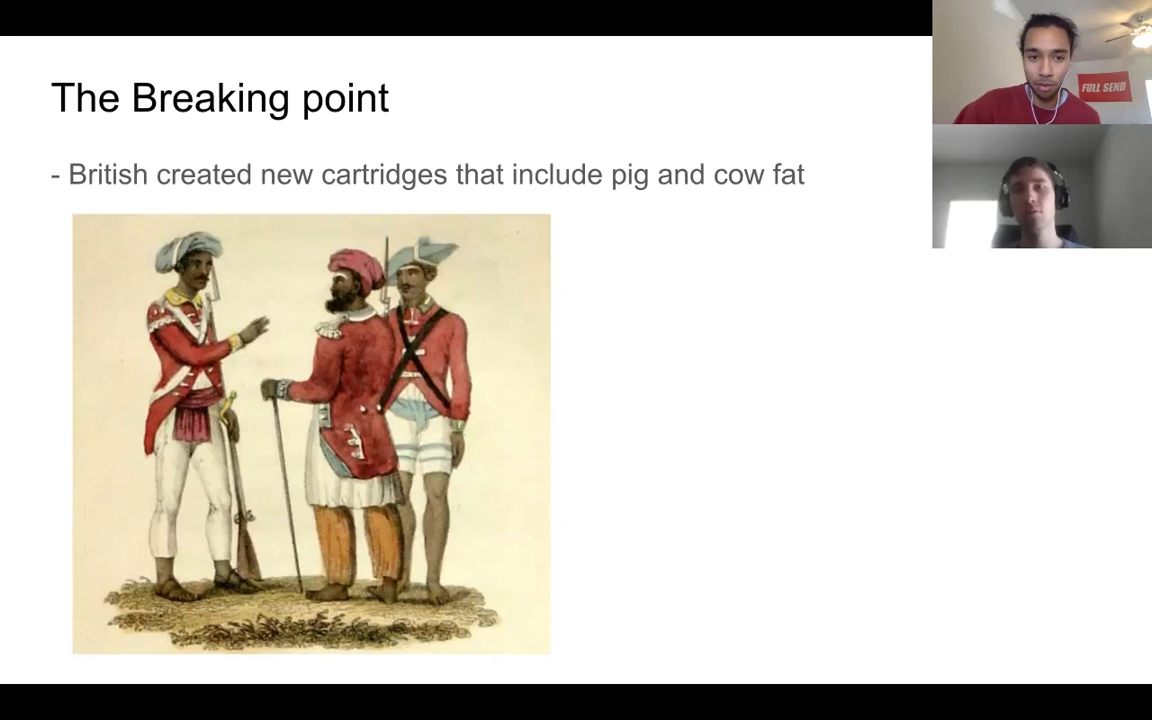 The Breaking point
- British created new cartridges that include pig and cow fat
FULL SEND